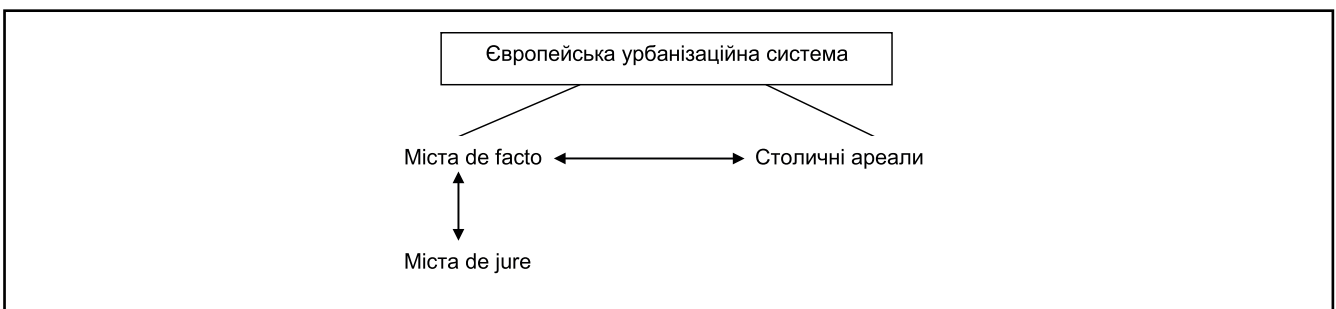 Європейська урбанізаційна система
Міста de facto
Столичні ареали
Міста de jure